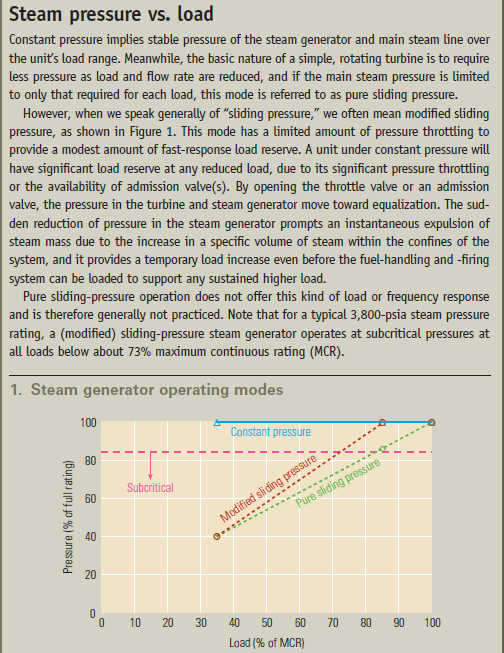 Steam pressure vs. load
Constant pressure implies stable pressure of the steam generator and main steam line over
the unit's load range. Meanwhile, the basic nature of a simple, rotating turbine is to require
less pressure as load and flow rate are reduced, and if the main steam pressure is limited
to only that required for each load, this mode is referred to as pure sliding pressure.
However, when we speak generally of “sliding pressure,” we often mean modified sliding
pressure, as shown in Figure 1. This mode has a limited amount of pressure throttling to
provide a modest amount of fast-response load reserve. A unit under constant pressure will
have significant load reserve at any reduced load, due to its significant pressure throttling
or the availability of admission valve(s). By opening the throttle valve or an admission
valve, the pressure in the turbine and steam generator move toward equalization. The sud-
den reduction of pressure in the steam generator prompts an instantaneous expulsion of
steam mass due to the increase in a specific volume of steam within the confines of the
system, and it provides a temporary load increase even before the fuel-handling and -firing
system can be loaded to support any sustained higher load.
Pure sliding-pressure operation does not offer this kind of load or frequency response
and is therefore generally not practiced. Note that for a typical 3,800-psia steam pressure
rating, a (modified) sliding-pressure steam generator operates at subcritical pressures at
all loads below about 73% maximum continuous rating (MCR).
1. Steam generator operating modes
100
Constant pressure
80
Subcritical
Modified sliding pressure
Pure sliding pressure
60
40
20
0
Pressure (% of full rating)
0 10 20 30 40 50 60 70 80 90 100
Load (% of MCR)